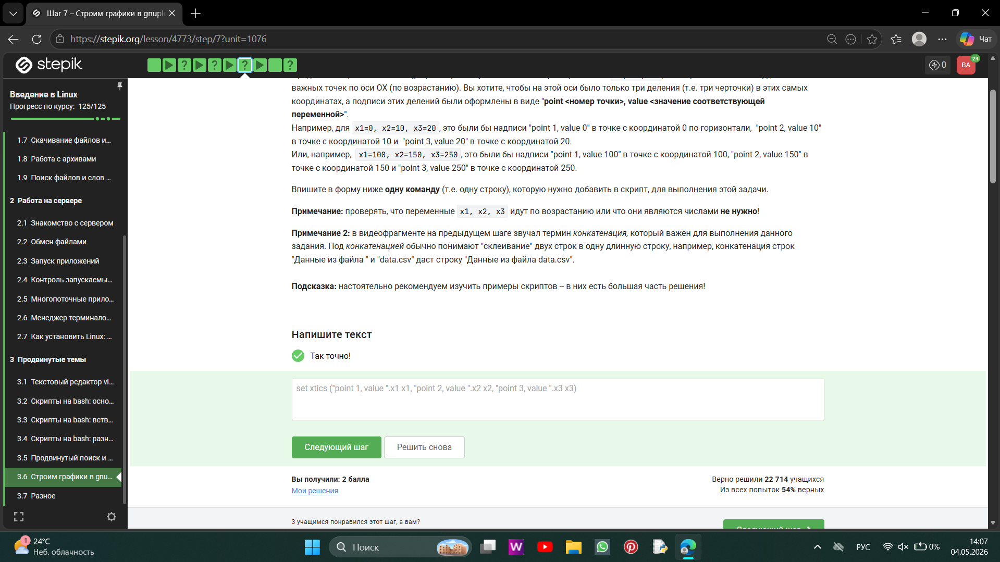 Шаг 7 – Строим графики в gnuplo
https://stepik.org/lesson/4773/step/7?unit=1076
Чат
stepik
0
BA
24
Введение в Linux
Прогресс по курсу: 125/125
1.7 Скачивание файлов и...
1.8 Работа с архивами
1.9 Поиск файлов и слов ...
2 Работа на сервере
2.1 Знакомство с сервером
2.2 Обмен файлами
2.3 Запуск приложений
2.4 Контроль запускаемы...
2.5 Многопоточные прило...
2.6 Менеджер терминало...
2.7 Как установить Linux: ...
3 Продвинутые темы
3.1 Текстовый редактор vi...
3.2 Скрипты на bash: осно...
3.3 Скрипты на bash: ветв...
3.4 Скрипты на bash: разн...
3.5 Продвинутый поиск и ...
3.6 Строим графики в gnu...
3.7 Разное
важных точек по оси OX (по возрастанию). Вы хотите, чтобы на этой оси было только три деления (т.е. три черточки) в этих самых
координатах, а подписи этих делений были оформлены в виде "point <номер точки>, value <значение соответствующей
переменной>".
Например, для x1=0, x2=10, x3=20, это были бы надписи "point 1, value 0" в точке с координатой 0 по горизонтали, "point 2, value 10"
в точке с координатой 10 и "point 3, value 20" в точке с координатой 20.
Или, например, x1=100, x2=150, x3=250, это были бы надписи "point 1, value 100" в точке с координатой 100, "point 2, value 150" в
точке с координатой 150 и "point 3, value 250" в точке с координатой 250.
Впишите в форму ниже одну команду (т.е. одну строку), которую нужно добавить в скрипт, для выполнения этой задачи.
Примечание: проверять, что переменные x1, x2, x3 идут по возрастанию или что они являются числами не нужно!
Примечание 2: в видеофрагменте на предыдущем шаге звучал термин конкатенация, который важен для выполнения данного
задания. Под конкатенацией обычно понимают "склеивание" двух строк в одну длинную строку, например, конкатенация строк
"Данные из файла " и "data.csv" даст строку "Данные из файла data.csv".
Подсказка: настоятельно рекомендуем изучить примеры скриптов -- в них есть большая часть решения!
Напишите текст
Так точно!
set xtics ("point 1, value ".x1 x1, "point 2, value ".x2 x2, "point 3, value ".x3 x3)
Следующий шаг
Решить снова
Вы получили: 2 балла
Мои решения
Верно решили 22 714 учащихся
Из всех попыток 54% верных
3 учащимся понравился этот шаг, а вам?
1
24°C
Неб. облачность
Поиск
W
РУС
0%
14:07
04.05.2026